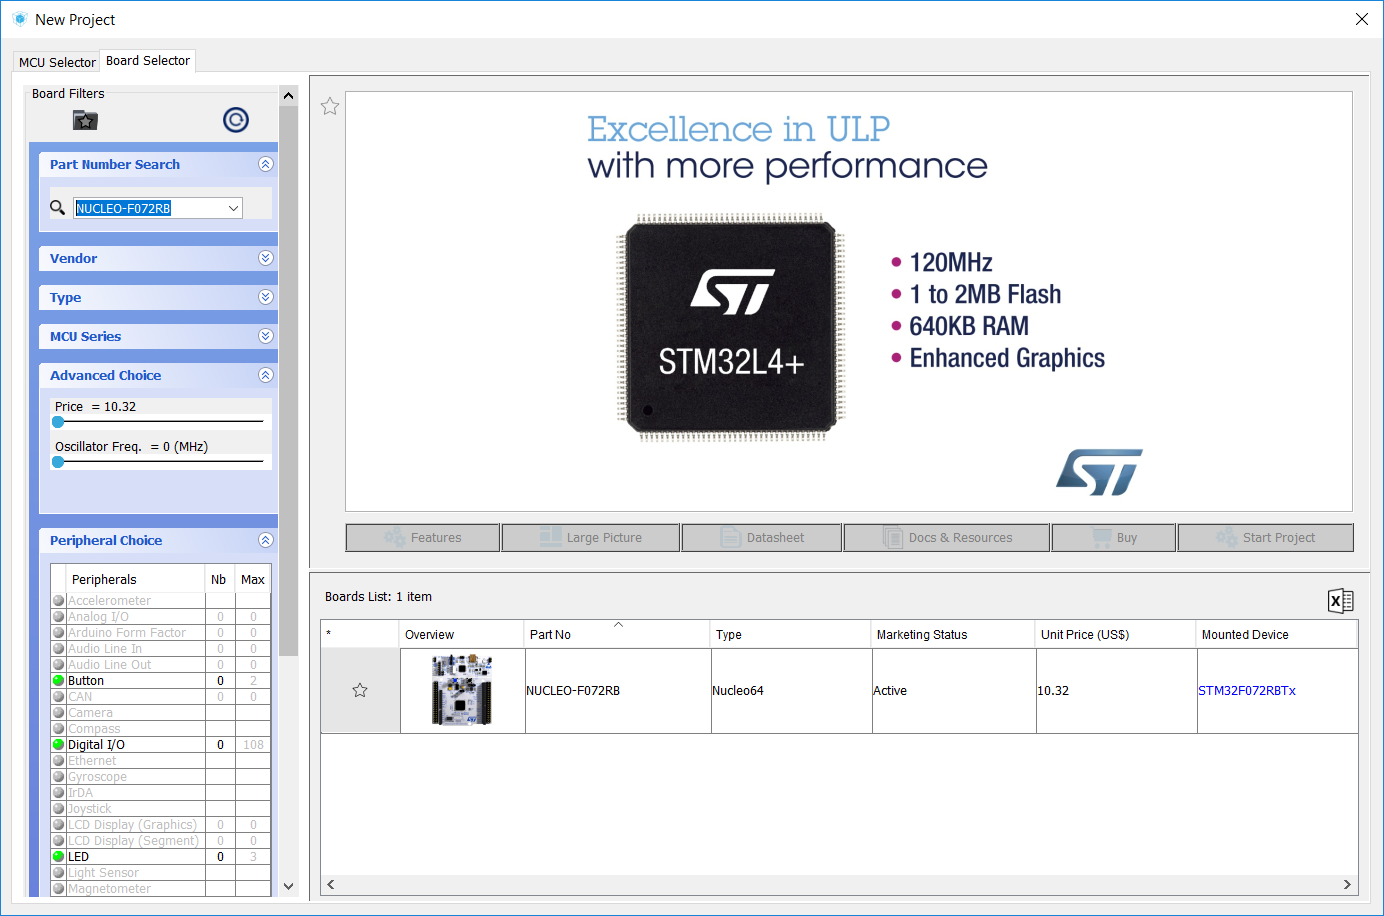 New Project
MCU Selector
Board Selector
Board Filters
Part Number Search
NUCLEO-F072RB
Vendor
Type
MCU Series
Advanced Choice
Price = 10.32
Oscillator Freq. = 0 (MHz)
Peripheral Choice
Peripherals Nb Max
Accelerometer
Analog I/O 0 0
Arduino Form Factor 0 0
Audio Line In 0 0
Audio Line Out 0 0
Button 0 2
CAN 0 0
Camera
Compass
Digital I/O 0 108
Ethernet
Gyroscope
IrDA
Joystick
LCD Display (Graphics) 0 0
LCD Display (Segment) 0 0
LED 0 3
Light Sensor
Magnetometer
Excellence in ULP
with more performance
ST
STM32L4+
• 120MHz
• 1 to 2MB Flash
• 640KB RAM
• Enhanced Graphics
ST
Features
Large Picture
Datasheet
Docs & Resources
Buy
Start Project
Boards List: 1 item
X
* Overview Part No Type Marketing Status Unit Price (US$) Mounted Device
NUCLEO-F072RB Nucleo64 Active 10.32 STM32F072RBTx